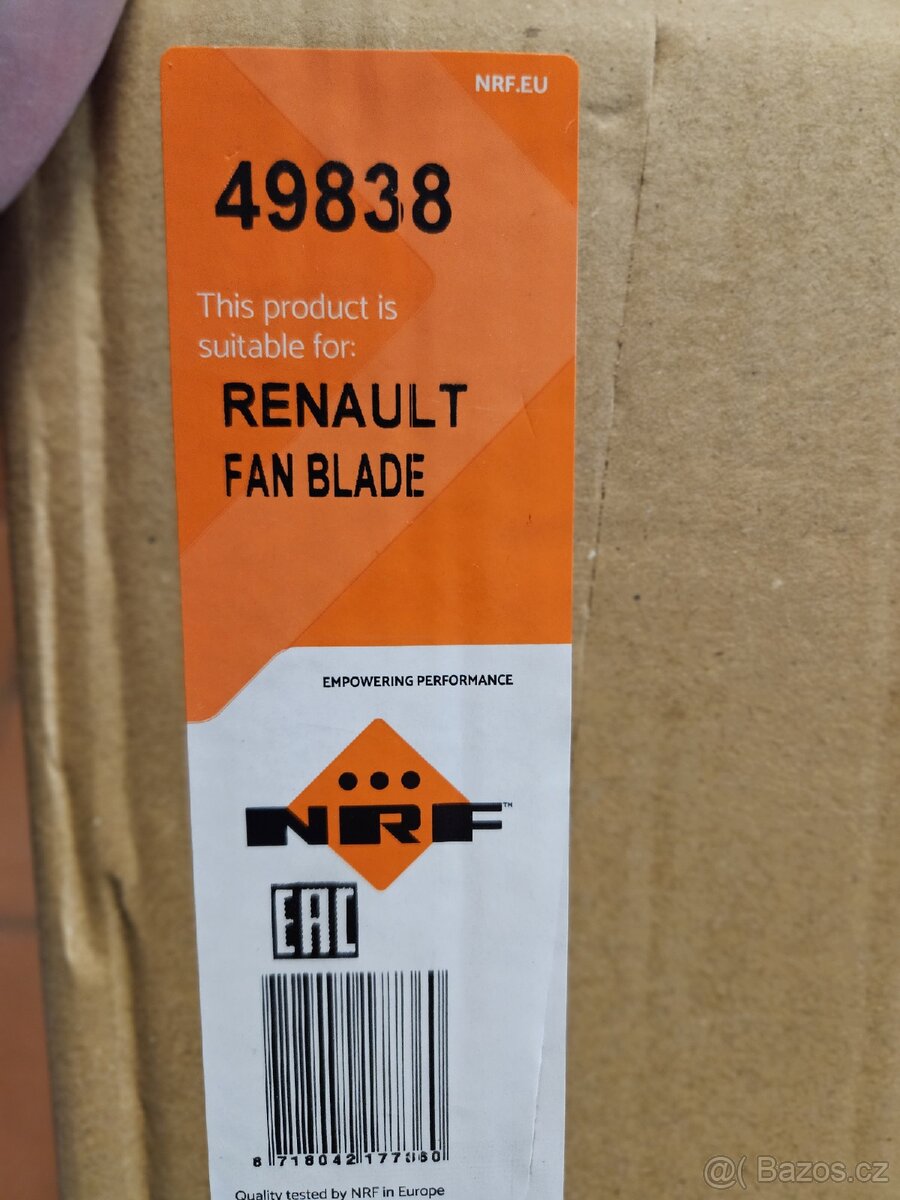 NRF.EU
49838
This product is
suitable for:
RENAULT
FAN BLADE
EMPOWERING PERFORMANCE
NRF™
EAC
Quality tested by NRF in Europe
@( Bazos.cz